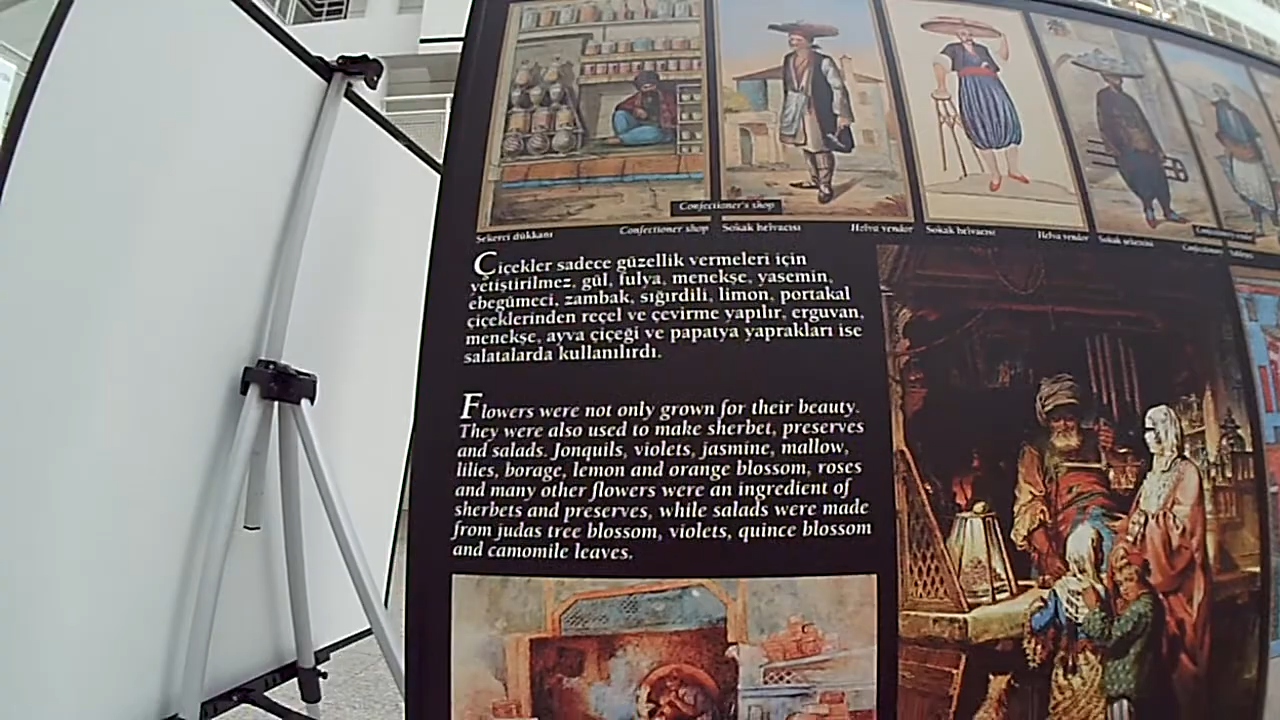 Confectioner's shop
Şekerci dükkanı
Confectioner shop
Sokak helvacısı
Helva vendor
Sokak helvacısı
Helva vendor
Sokak
Çiçekler sadece güzellik vermeleri için
yetiştirilmez, gül, fulya, menekşe, yasemin,
ebegümeci, zambak, sığırdili, limon, portakal
çiçeklerinden reçel ve çevirme yapılır, erguvan,
menekşe, ayva çiçeği ve papatya yaprakları ise
salatalarda kullanılırdı.
Flowers were not only grown for their beauty.
They were also used to make sherbet, preserves
and salads. Jonquils, violets, jasmine, mallow,
lilies, borage, lemon and orange blossom, roses
and many other flowers were an ingredient of
sherbets and preserves, while salads were made
from judas tree blossom, violets, quince blossom
and camomile leaves.